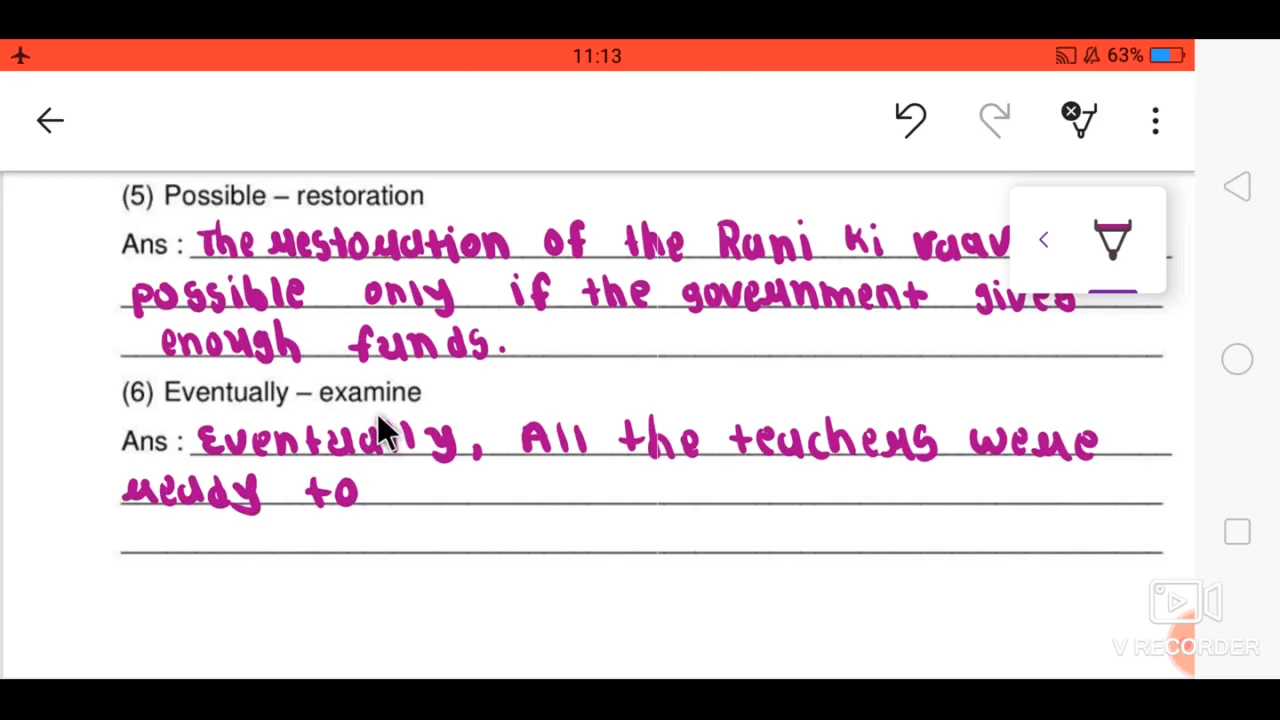 11:13
63%
(5) Possible – restoration
Ans : The restoration of the Rani ki vaav
possible only if the government gives
enough funds.
(6) Eventually – examine
Ans : Eventually, All the teachers were
ready to
V RECORDER